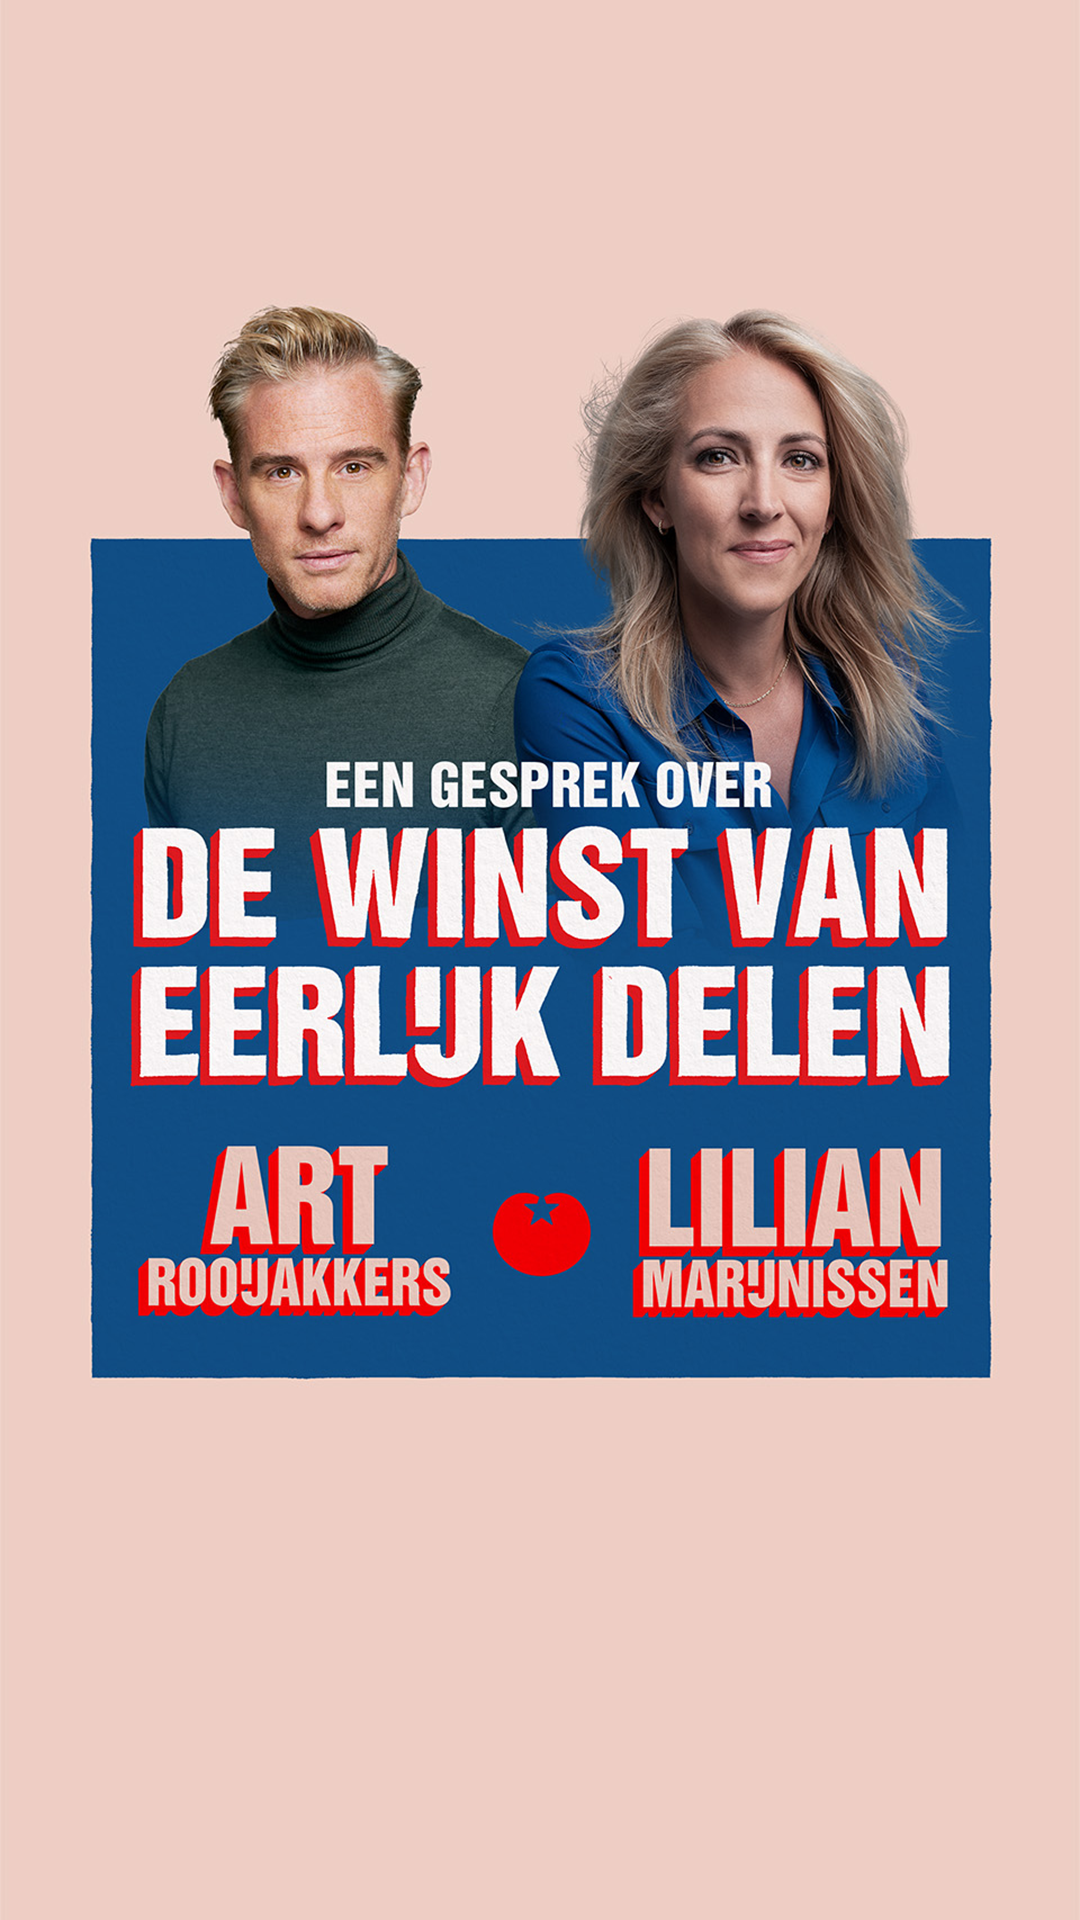 EEN GESPREK OVER
DE WINST VAN
EERLIJK DELEN
ART
ROOIJAKKERS
LILIAN
MARIJNISSEN